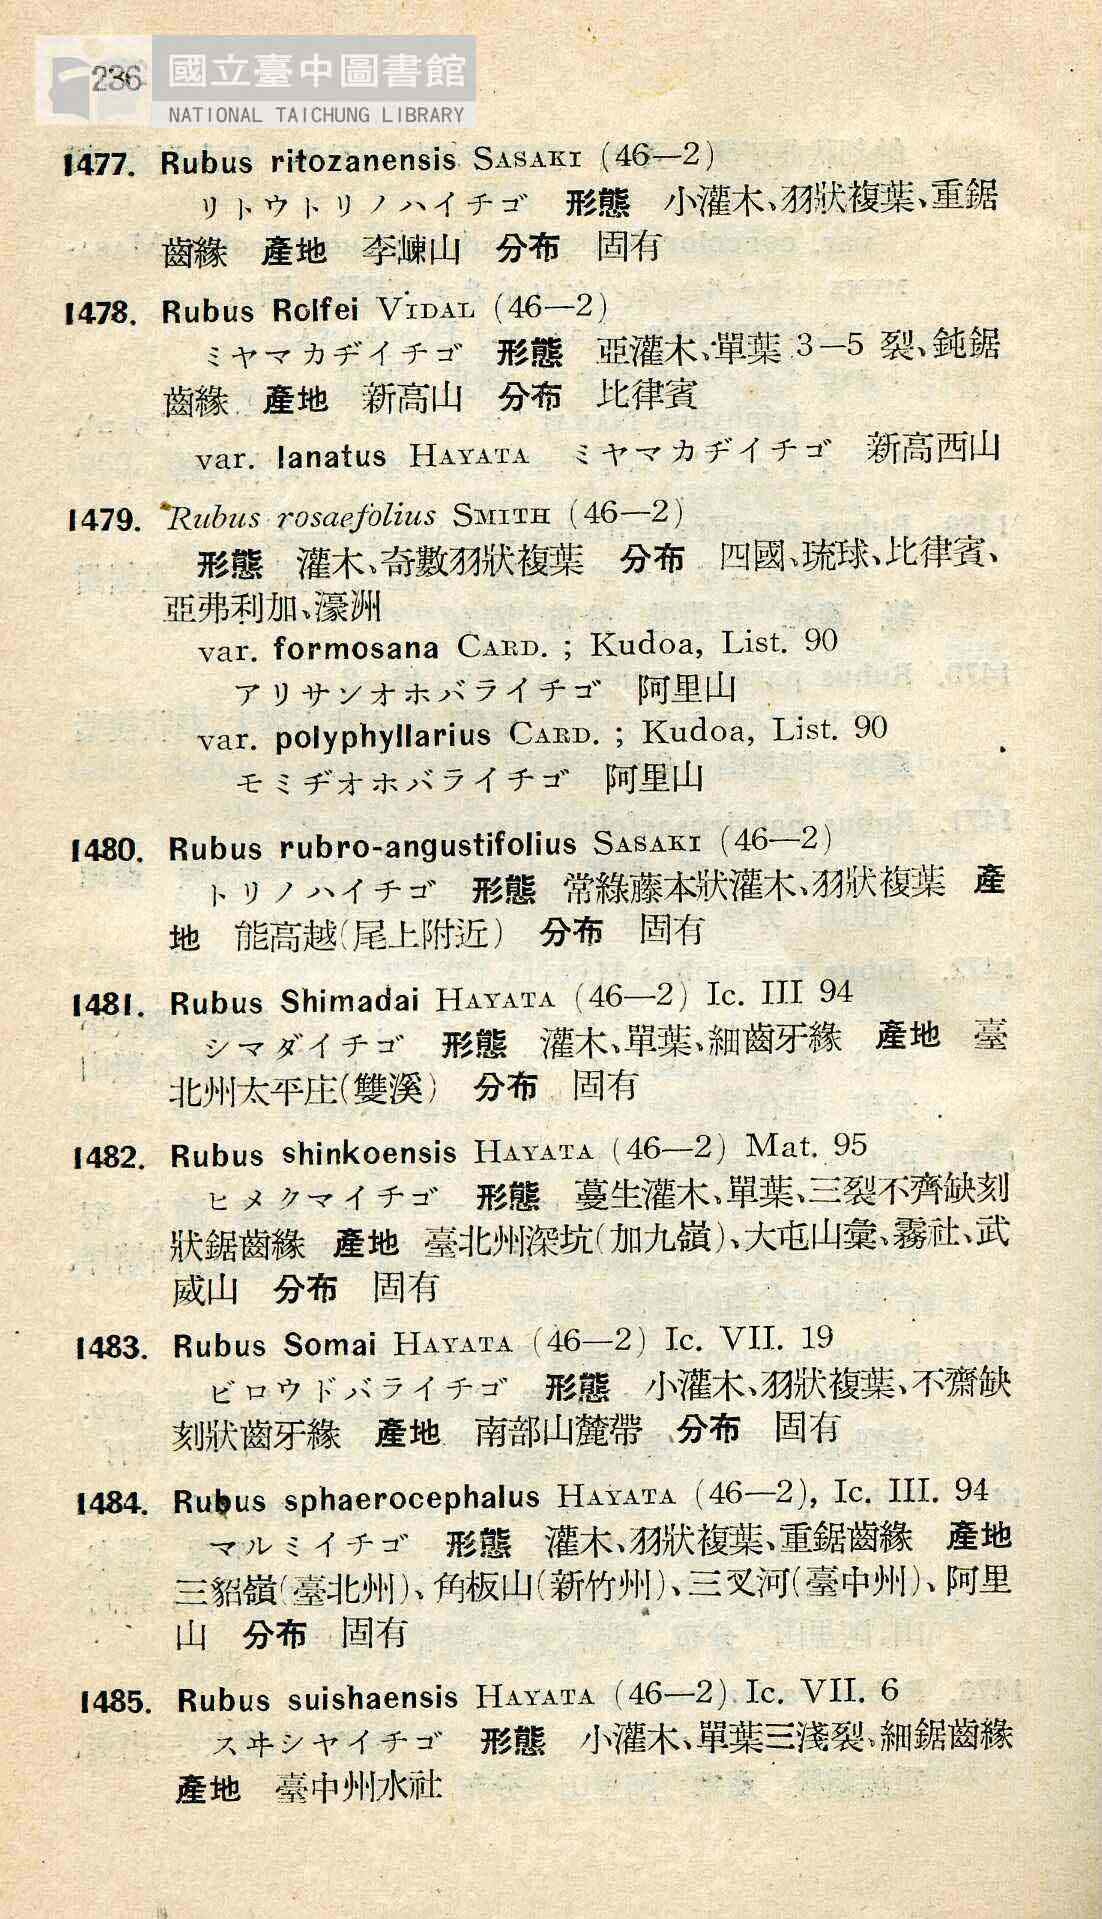 236
國立臺中圖書館
NATIONAL TAICHUNG LIBRARY
1477. Rubus ritozanensis SASAKI (46—2)
リトウトリノハイチゴ 形態 小灌木、羽狀複葉、重鋸
齒緣 產地 李崠山 分布 固有
1478. Rubus Rolfei VIDAL (46—2)
ミヤマカヂイチゴ 形態 亞灌木、單葉 3—5 裂、鈍鋸
齒緣 產地 新高山 分布 比律賓
var. lanatus HAYATA ミヤマカヂイチゴ 新高西山
1479. Rubus rosaefolius SMITH (46—2)
形態 灌木、奇數羽狀複葉 分布 四國、琉球、比律賓、
亞弗利加、濠洲
var. formosana CARD. ; Kudoa, List. 90
アリサンオホバライチゴ 阿里山
var. polyphyllarius CARD. ; Kudoa, List. 90
モミヂオホバライチゴ 阿里山
1480. Rubus rubro-angustifolius SASAKI (46—2)
トリノハイチゴ 形態 常綠藤本狀灌木、羽狀複葉 產
地 能高越(尾上附近) 分布 固有
1481. Rubus Shimadai HAYATA (46—2) Ic. III 94
シマダイチゴ 形態 灌木、單葉、細齒牙緣 產地 臺
北州太平庄(雙溪) 分布 固有
1482. Rubus shinkoensis HAYATA (46—2) Mat. 95
ヒメクマイチゴ 形態 蔓生灌木、單葉、三裂不齊缺刻
狀鋸齒緣 產地 臺北州深坑(加九嶺)、大屯山彙、霧社、武
威山 分布 固有
1483. Rubus Somai HAYATA (46—2) Ic. VII. 19
ビロウドバライチゴ 形態 小灌木、羽狀複葉、不齋缺
刻狀齒牙緣 產地 南部山麓帶 分布 固有
1484. Rubus sphaerocephalus HAYATA (46—2), Ic. III. 94
マルミイチゴ 形態 灌木、羽狀複葉、重鋸齒緣 產地
三貂嶺(臺北州)、角板山(新竹州)、三叉河(臺中州)、阿里
山 分布 固有
1485. Rubus suishaensis HAYATA (46—2) Ic. VII. 6
スヰシヤイチゴ 形態 小灌木、單葉三淺裂、細鋸齒緣
產地 臺中州水社